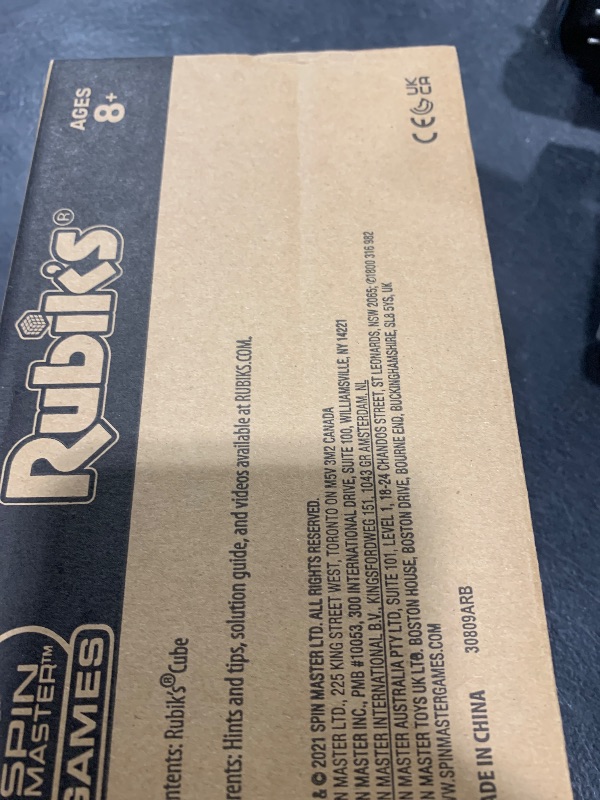 AGES
8+
Rubik's®
SPIN
MASTER™
GAMES
ntents: Rubik's® Cube
rents: Hints and tips, solution guide, and videos available at RUBIKS.COM.
& © 2021 SPIN MASTER LTD. ALL RIGHTS RESERVED.
N MASTER LTD., 225 KING STREET WEST, TORONTO ON M5V 3M2 CANADA
N MASTER INC., PMB #10053, 300 INTERNATIONAL DRIVE, SUITE 100, WILLIAMSVILLE, NY 14221
N MASTER INTERNATIONAL B.V., KINGSFORDWEG 151, 1043 GR AMSTERDAM, NL
N MASTER AUSTRALIA PTY LTD, SUITE 101, LEVEL 1, 18-24 CHANDOS STREET, ST LEONARDS, NSW 2065; ✆1800 316 982
N MASTER TOYS UK LTD, BOSTON HOUSE, BOSTON DRIVE, BOURNE END, BUCKINGHAMSHIRE, SL8 5YS, UK
W.SPINMASTERGAMES.COM
ADE IN CHINA 30809ARB
CE UK CA